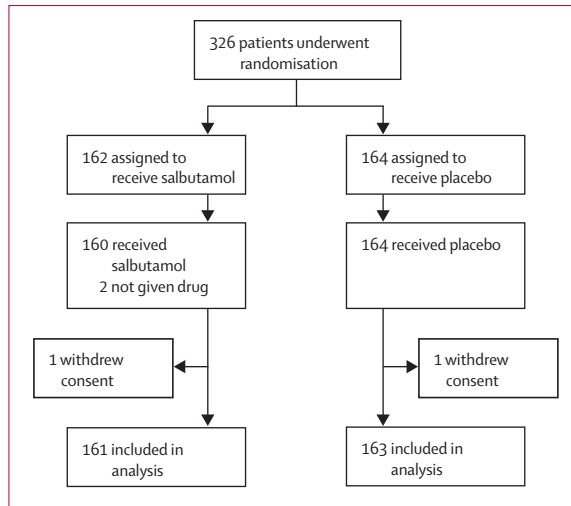 326 patients underwent
randomisation
162 assigned to
receive salbutamol
164 assigned to
receive placebo
160 received
salbutamol
2 not given drug
164 received placebo
1 withdrew
consent
1 withdrew
consent
161 included in
analysis
163 included in
analysis